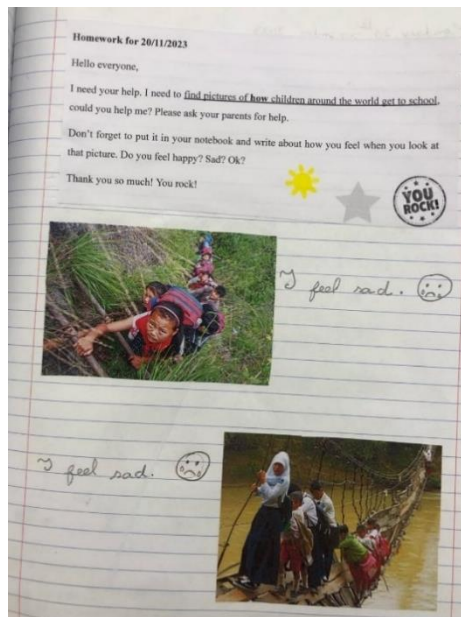 Homework for 20/11/2023
Hello everyone,
I need your help. I need to find pictures of how children around the world get to school,
could you help me? Please ask your parents for help.
Don't forget to put it in your notebook and write about how you feel when you look at
that picture. Do you feel happy? Sad? Ok?
Thank you so much! You rock!
YOU
ROCK!
I feel sad.
I feel sad.